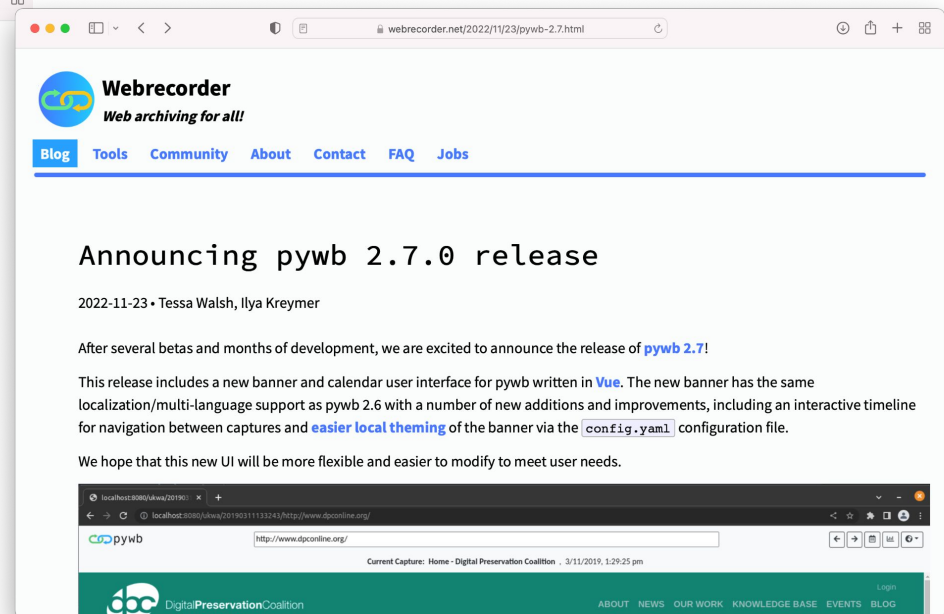 webrecorder.net/2022/11/23/pywb-2.7.html
Webrecorder
Web archiving for all!
Blog Tools Community About Contact FAQ Jobs
Announcing pywb 2.7.0 release
2022-11-23 • Tessa Walsh, Ilya Kreymer
After several betas and months of development, we are excited to announce the release of pywb 2.7!
This release includes a new banner and calendar user interface for pywb written in Vue. The new banner has the same
localization/multi-language support as pywb 2.6 with a number of new additions and improvements, including an interactive timeline
for navigation between captures and easier local theming of the banner via the config.yaml configuration file.
We hope that this new UI will be more flexible and easier to modify to meet user needs.
localhost:8080/ukwa/20190
localhost:8080/ukwa/20190311133243/http://www.dpconline.org/
pywb http://www.dpconline.org/
Current Capture: Home - Digital Preservation Coalition , 3/11/2019, 1:29:25 pm
Login
dpc DigitalPreservationCoalition ABOUT NEWS OUR WORK KNOWLEDGE BASE EVENTS BLOG